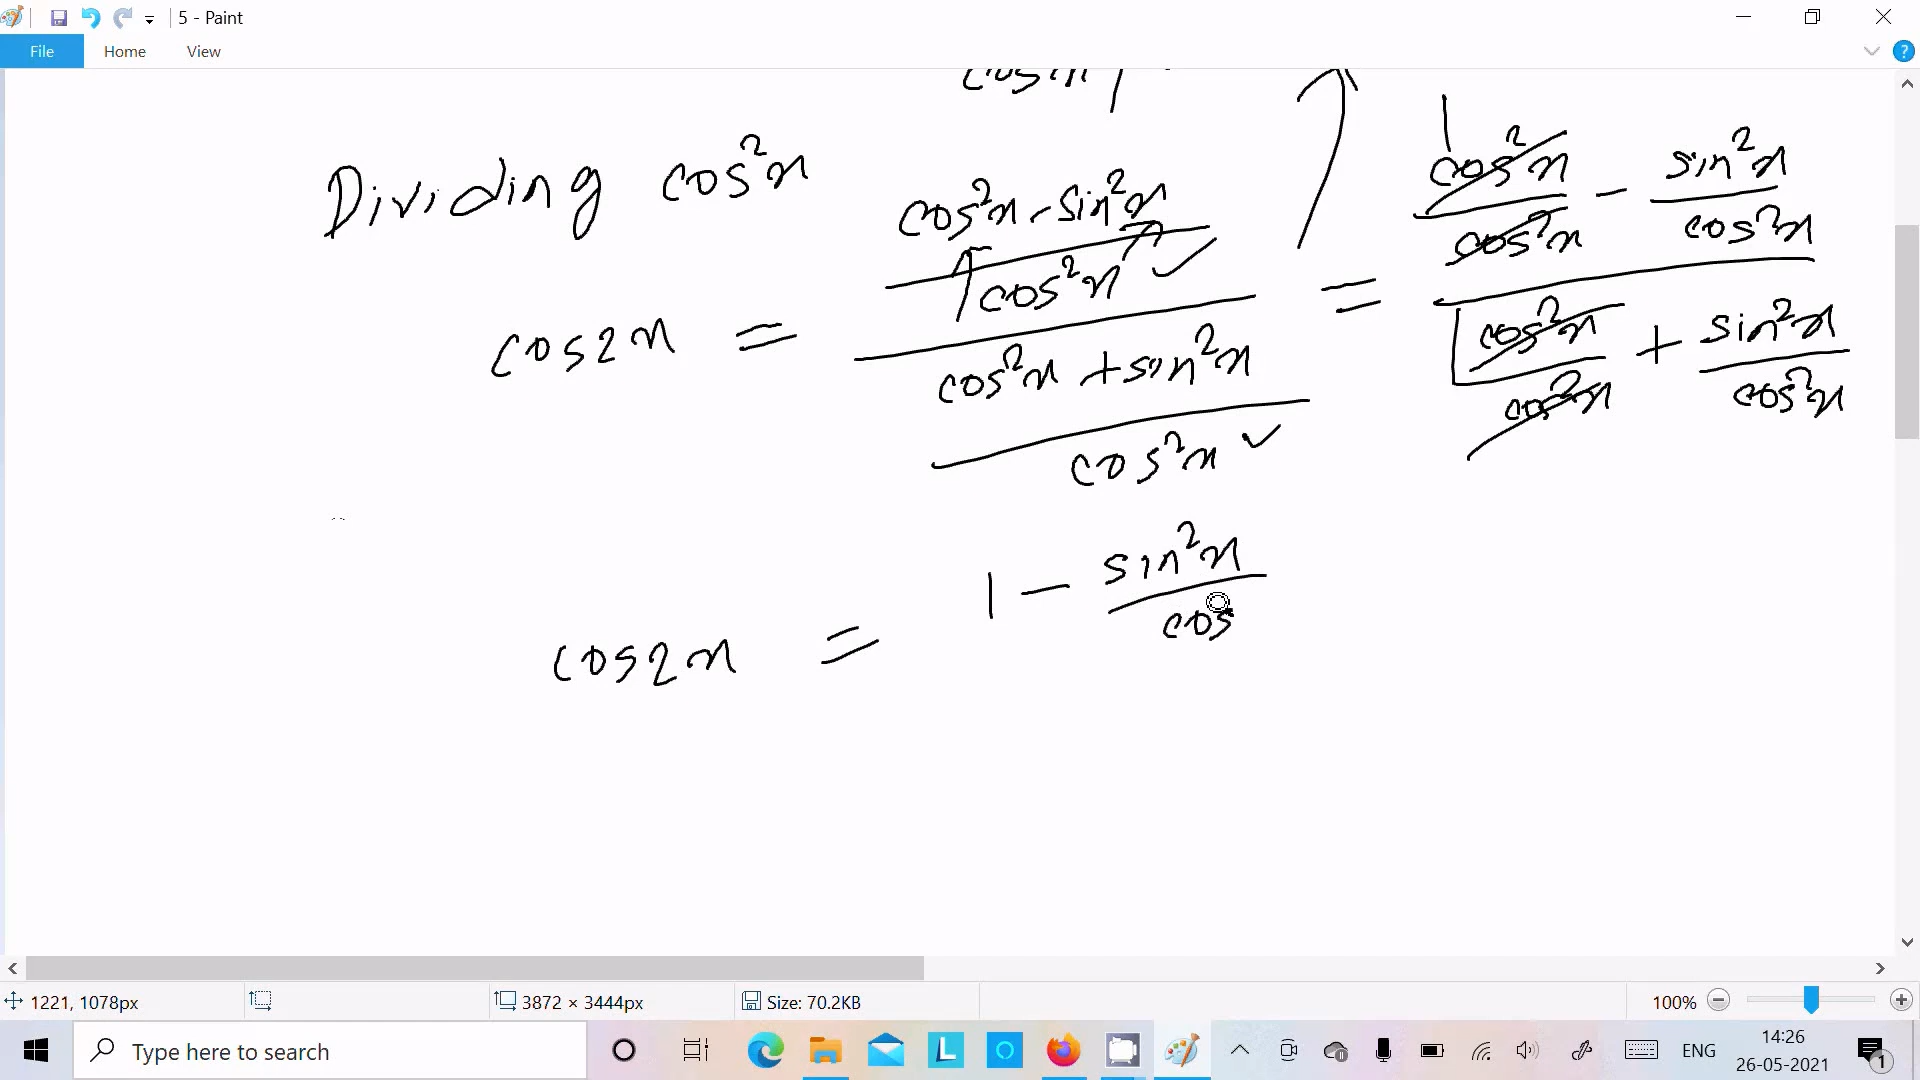 5 - Paint
File Home View
Dividing cos²x
cos2x = ((cos²x - sin²x)/cos²x)/((cos²x + sin²x)/cos²x) = (cos²x/cos²x - sin²x/cos²x)/(cos²x/cos²x + sin²x/cos²x)
1
cos2x = 1 - sin²x/cos
1221, 1078px 3872 × 3444px Size: 70.2KB 100%
Type here to search ENG 14:26
26-05-2021 1